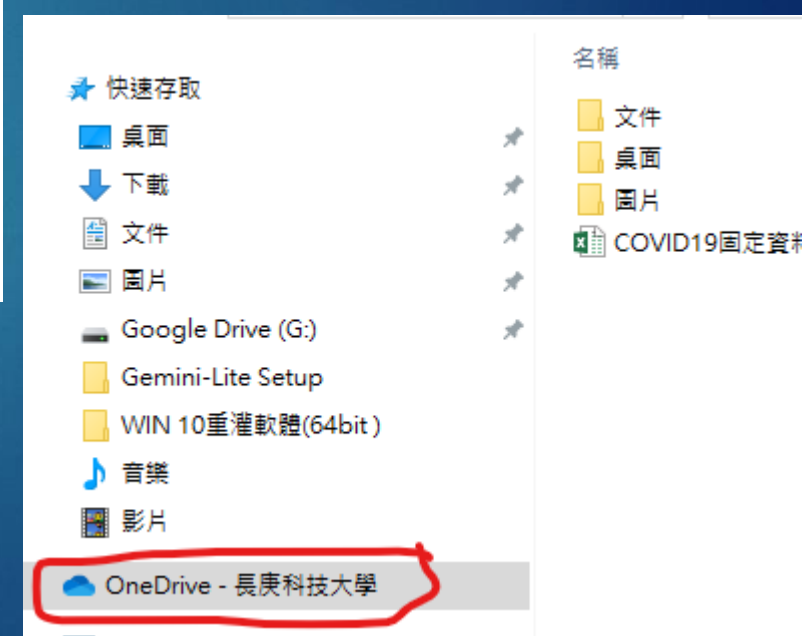 快速存取
桌面
下載
文件
圖片
Google Drive (G:)
Gemini-Lite Setup
WIN 10重灌軟體(64bit )
音樂
影片
OneDrive - 長庚科技大學
名稱
文件
桌面
圖片
COVID19固定資料